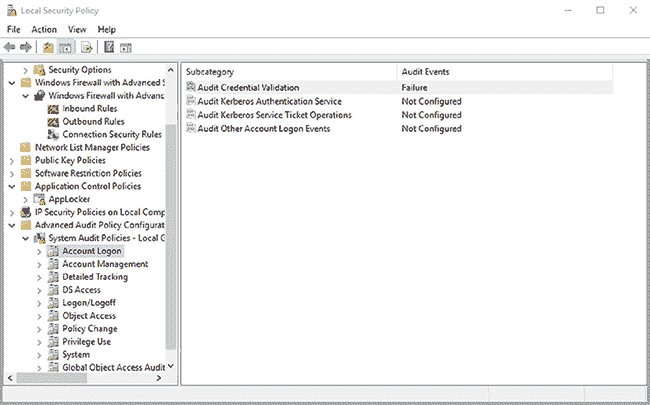 Local Security Policy
File Action View Help
Security Options
Windows Firewall with Advanced S
Windows Firewall with Advanc
Inbound Rules
Outbound Rules
Connection Security Rules
Network List Manager Policies
Public Key Policies
Software Restriction Policies
Application Control Policies
AppLocker
IP Security Policies on Local Comp
Advanced Audit Policy Configurat
System Audit Policies - Local G
Account Logon
Account Management
Detailed Tracking
DS Access
Logon/Logoff
Object Access
Policy Change
Privilege Use
System
Global Object Access Audit
Subcategory Audit Events
Audit Credential Validation Failure
Audit Kerberos Authentication Service Not Configured
Audit Kerberos Service Ticket Operations Not Configured
Audit Other Account Logon Events Not Configured